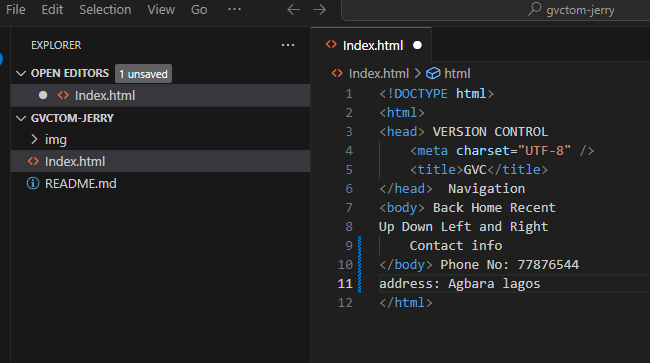 File Edit Selection View Go ··· ← → gvctom-jerry
EXPLORER ···
OPEN EDITORS 1 unsaved
Index.html
GVCTOM-JERRY
img
Index.html
README.md
Index.html
Index.html > html
1 <!DOCTYPE html>
2 <html>
3 <head> VERSION CONTROL
4 <meta charset="UTF-8" />
5 <title>GVC</title>
6 </head>  Navigation
7 <body> Back Home Recent
8 Up Down Left and Right
9 Contact info
10 </body> Phone No: 77876544
11 address: Agbara lagos
12 </html>